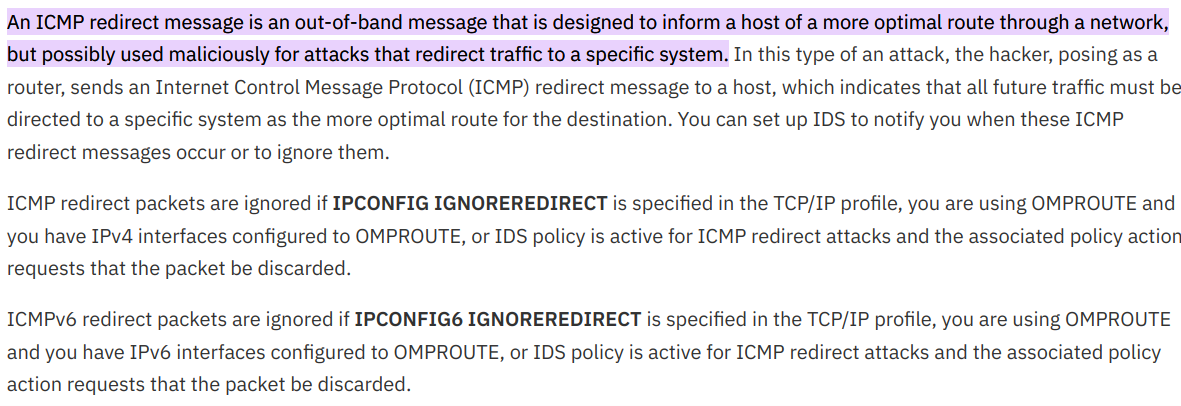 An ICMP redirect message is an out-of-band message that is designed to inform a host of a more optimal route through a network,
but possibly used maliciously for attacks that redirect traffic to a specific system. In this type of an attack, the hacker, posing as a
router, sends an Internet Control Message Protocol (ICMP) redirect message to a host, which indicates that all future traffic must be
directed to a specific system as the more optimal route for the destination. You can set up IDS to notify you when these ICMP
redirect messages occur or to ignore them.
ICMP redirect packets are ignored if IPCONFIG IGNOREREDIRECT is specified in the TCP/IP profile, you are using OMPROUTE and
you have IPv4 interfaces configured to OMPROUTE, or IDS policy is active for ICMP redirect attacks and the associated policy action
requests that the packet be discarded.
ICMPv6 redirect packets are ignored if IPCONFIG6 IGNOREREDIRECT is specified in the TCP/IP profile, you are using OMPROUTE
and you have IPv6 interfaces configured to OMPROUTE, or IDS policy is active for ICMP redirect attacks and the associated policy
action requests that the packet be discarded.